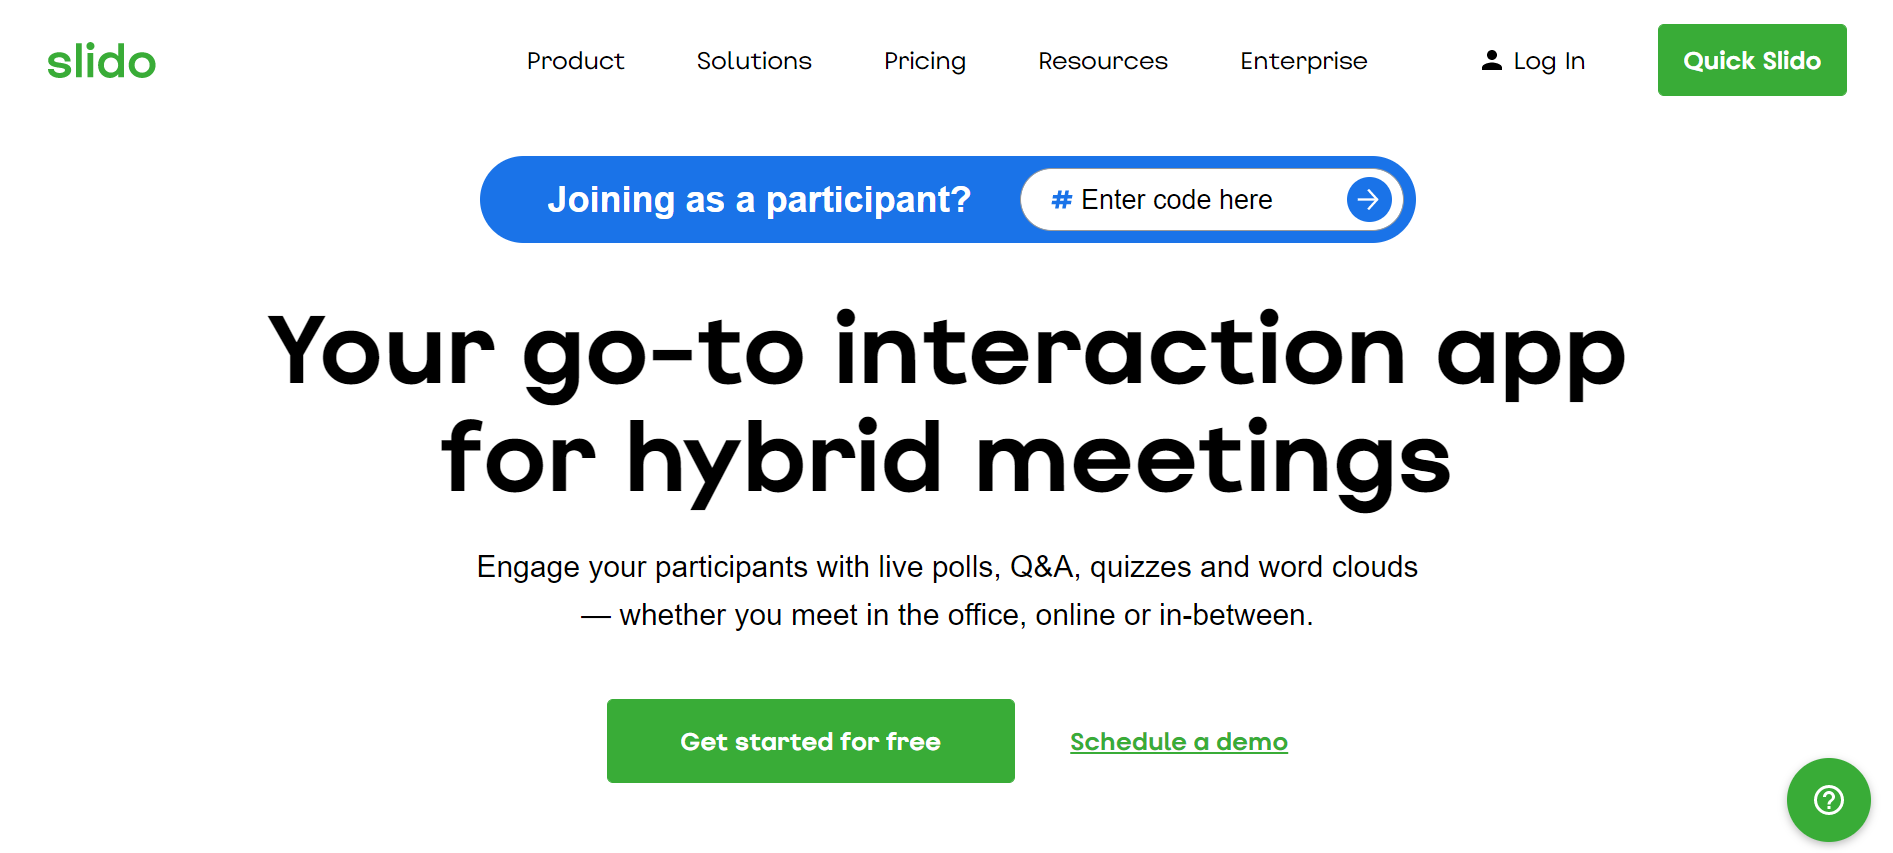 slido
Product
Solutions
Pricing
Resources
Enterprise
Log In
Quick Slido
Joining as a participant?
# Enter code here
Your go-to interaction app
for hybrid meetings
Engage your participants with live polls, Q&A, quizzes and word clouds
— whether you meet in the office, online or in-between.
Get started for free
Schedule a demo
?